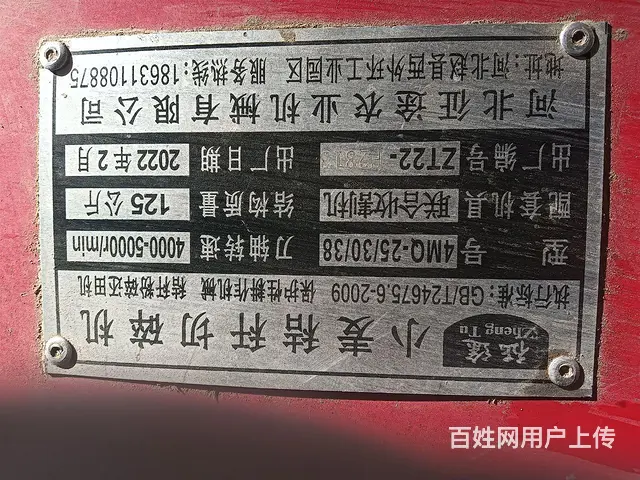 征途
Zheng Tu
小麦秸秆切碎机
执行标准：GB/T24675.6-2009 保护性耕作机械 秸秆粉碎还田机
型号 4MQ-25/30/38 刀轴转速 4000-5000r/min
配套机具 联合收割机 结构质量 125公斤
出厂编号 ZT22- 出厂日期 2022年2月
河北征途农业机械有限公司
地址：河北赵县西外环工业园区 服务热线：18631108875
百姓网用户上传